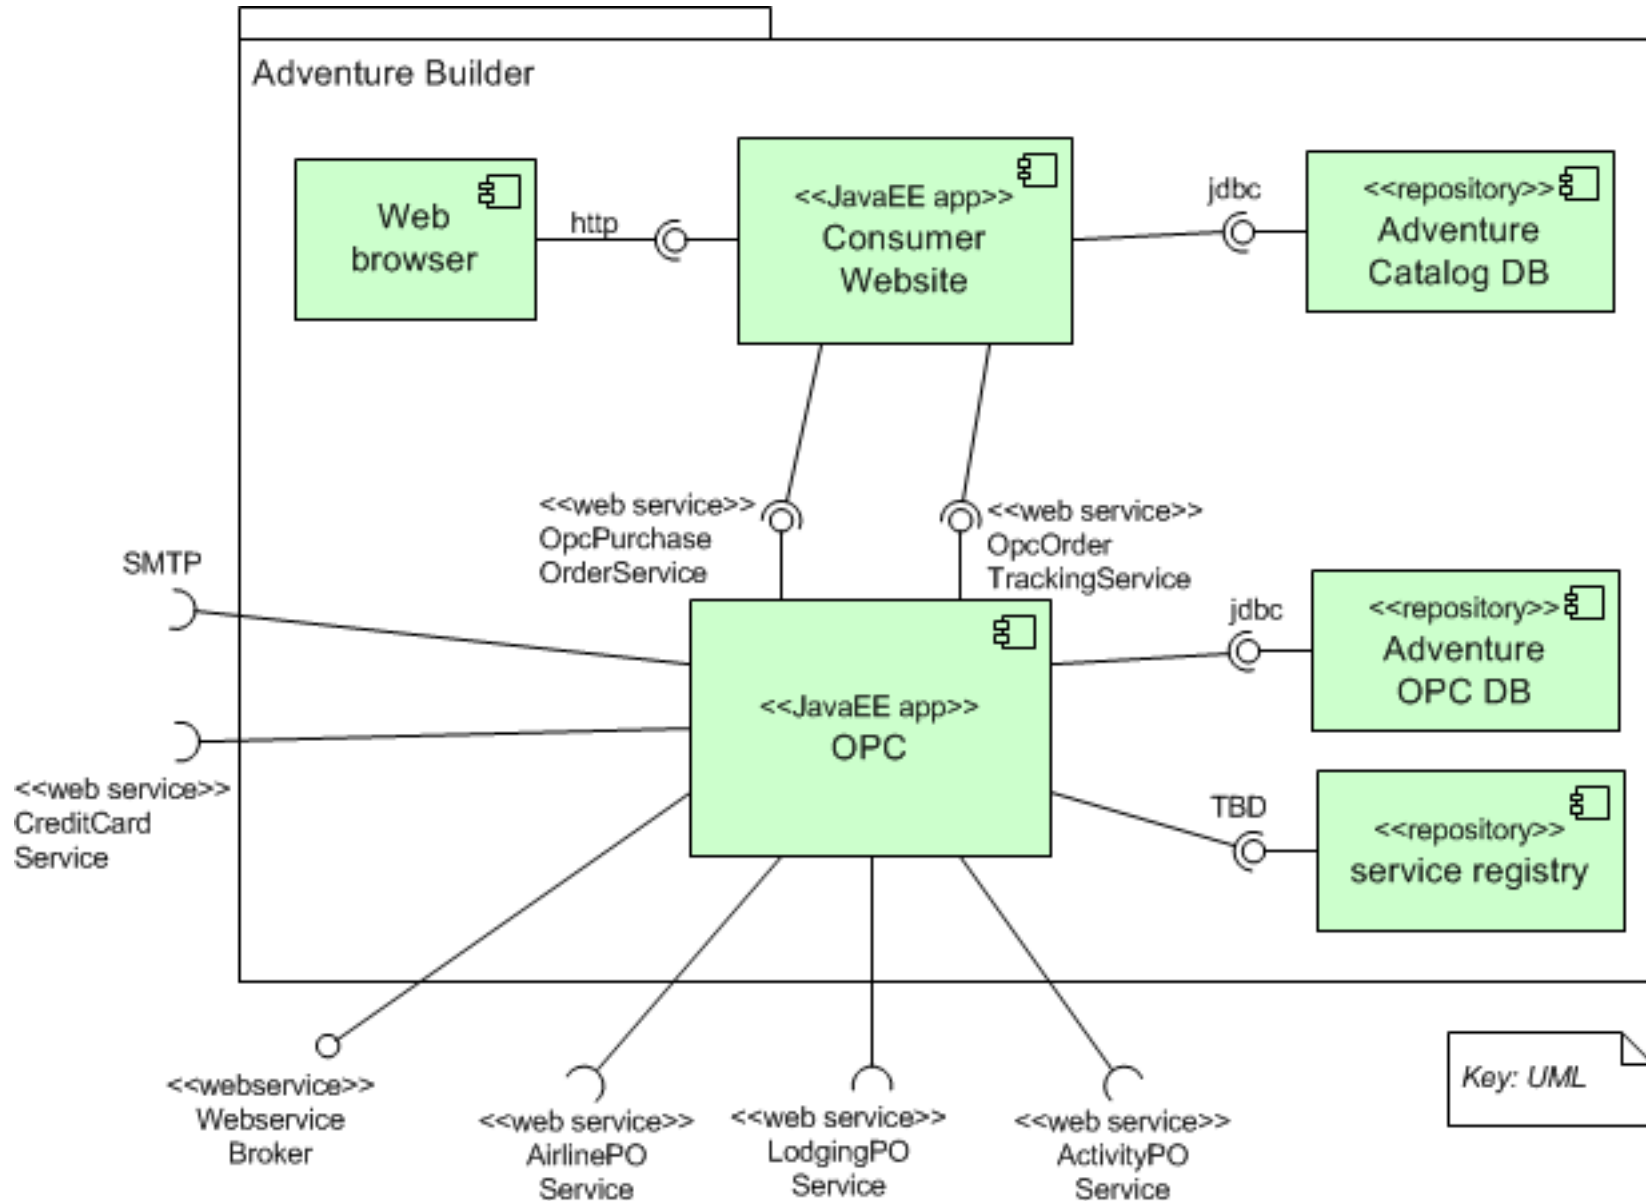 Adventure Builder
Web
browser
http
<<JavaEE app>>
Consumer
Website
jdbc
<<repository>>
Adventure
Catalog DB
<<web service>>
OpcPurchase
OrderService
<<web service>>
OpcOrder
TrackingService
SMTP
<<web service>>
CreditCard
Service
<<JavaEE app>>
OPC
jdbc
<<repository>>
Adventure
OPC DB
TBD
<<repository>>
service registry
<<webservice>>
Webservice
Broker
<<web service>>
AirlinePO
Service
<<web service>>
LodgingPO
Service
<<web service>>
ActivityPO
Service
Key: UML